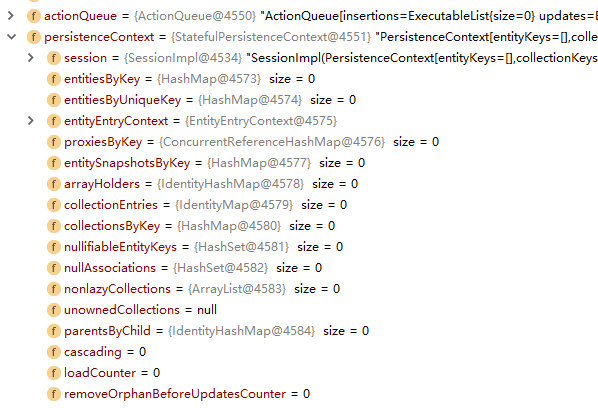 f actionQueue = {ActionQueue@4550} "ActionQueue[insertions=ExecutableList{size=0} updates=E
f persistenceContext = {StatefulPersistenceContext@4551} "PersistenceContext[entityKeys=[],colle
f session = {SessionImpl@4534} "SessionImpl(PersistenceContext[entityKeys=[],collectionKeys
f entitiesByKey = {HashMap@4573} size = 0
f entitiesByUniqueKey = {HashMap@4574} size = 0
f entityEntryContext = {EntityEntryContext@4575}
f proxiesByKey = {ConcurrentReferenceHashMap@4576} size = 0
f entitySnapshotsByKey = {HashMap@4577} size = 0
f arrayHolders = {IdentityHashMap@4578} size = 0
f collectionEntries = {IdentityMap@4579} size = 0
f collectionsByKey = {HashMap@4580} size = 0
f nullifiableEntityKeys = {HashSet@4581} size = 0
f nullAssociations = {HashSet@4582} size = 0
f nonlazyCollections = {ArrayList@4583} size = 0
f unownedCollections = null
f parentsByChild = {IdentityHashMap@4584} size = 0
f cascading = 0
f loadCounter = 0
f removeOrphanBeforeUpdatesCounter = 0